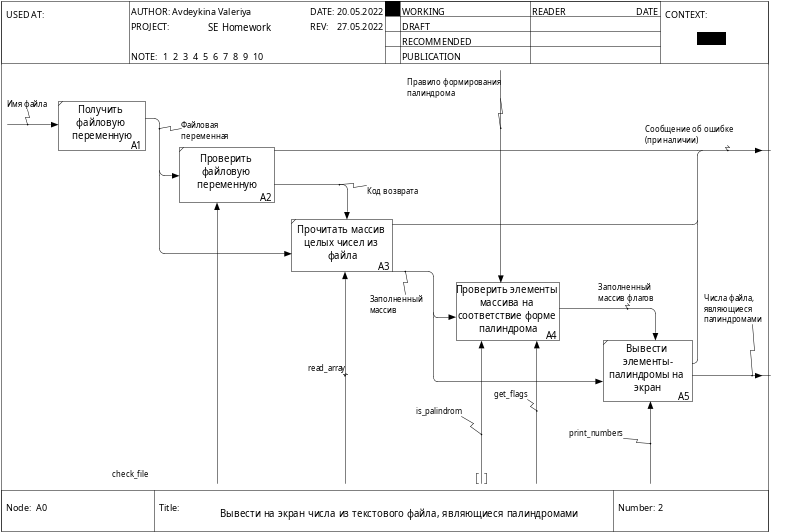 USED AT:
AUTHOR: Avdeykina Valeriya
DATE: 20.05.2022
WORKING
READER
DATE
CONTEXT:
PROJECT:
SE Homework
REV: 27.05.2022
DRAFT
RECOMMENDED
NOTE: 1 2 3 4 5 6 7 8 9 10
PUBLICATION
Имя файла
Получить
файловую
переменную
A1
Файловая
переменная
Проверить
файловую
переменную
A2
Код возврата
Правило формирования
палиндрома
Сообщение об ошибке
(при наличии)
Прочитать массив
целых чисел из
файла
A3
Заполненный
массив
Проверить элементы
массива на
соответствие форме
палиндрома
A4
Заполненный
массив флагов
Числа файла,
являющиеся
палиндромами
Вывести
элементы-
палиндромы на
экран
A5
read_array
get_flags
is_palindrom
print_numbers
check_file
Node: A0
Title:
Вывести на экран числа из текстового файла, являющиеся палиндромами
Number: 2